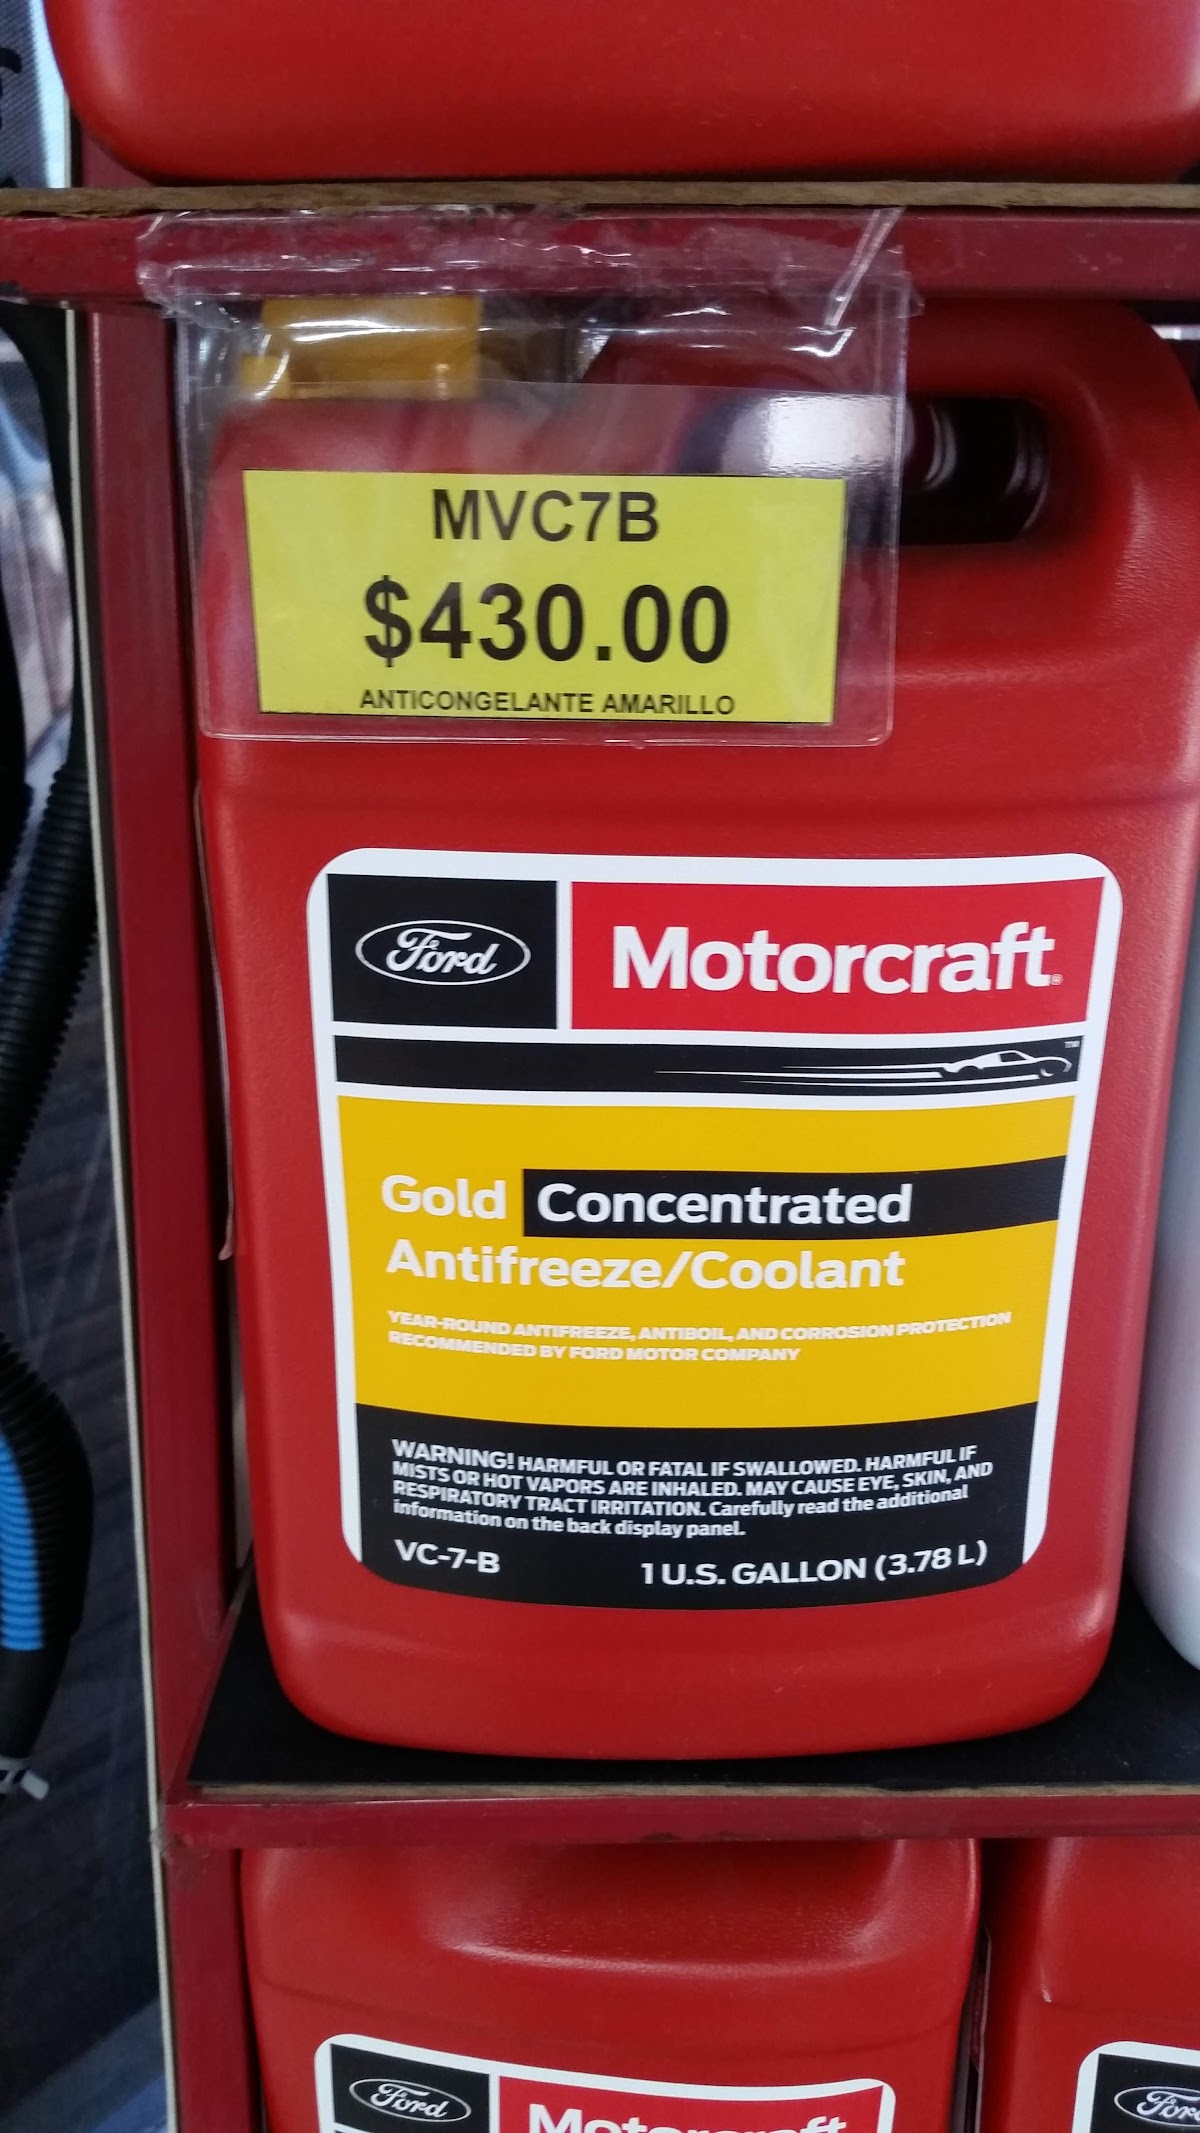 MVC7B
$430.00
ANTICONGELANTE AMARILLO
Ford Motorcraft
TM
Gold Concentrated
Antifreeze/Coolant
YEAR-ROUND ANTIFREEZE, ANTIBOIL, AND CORROSION PROTECTION
RECOMMENDED BY FORD MOTOR COMPANY
WARNING! HARMFUL OR FATAL IF SWALLOWED. HARMFUL IF
MISTS OR HOT VAPORS ARE INHALED. MAY CAUSE EYE, SKIN, AND
RESPIRATORY TRACT IRRITATION. Carefully read the additional
information on the back display panel.
VC-7-B 1 U.S. GALLON (3.78 L)
Ford Motorcraft
Ford